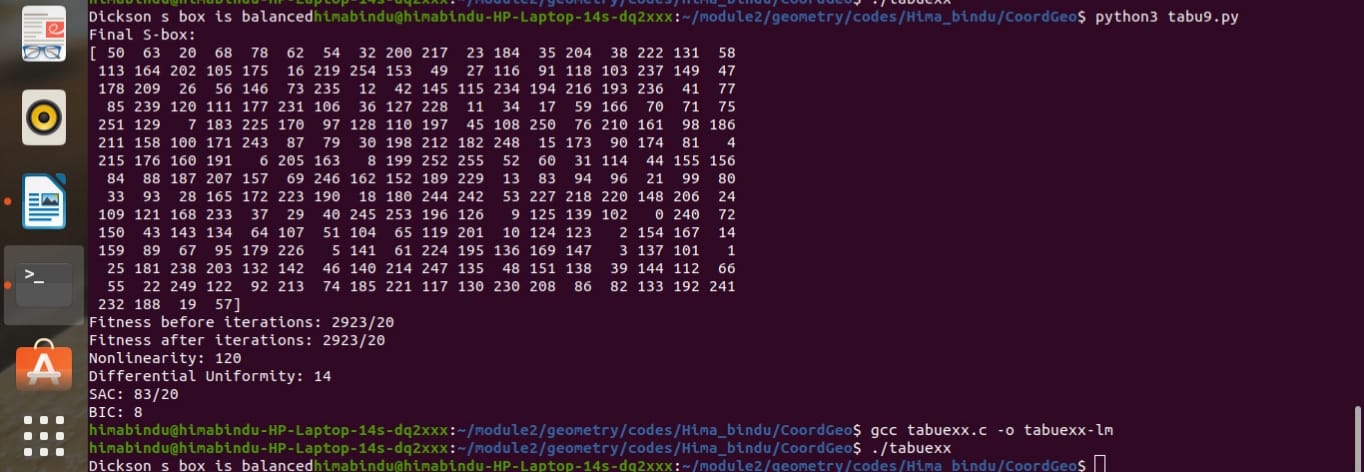 himabindu@himabindu-HP-Laptop-14s-dq2xxx:~/module2/geometry/codes/Hima_bindu/CoordGeo$ ./tabuexx
Dickson s box is balancedhimabindu@himabindu-HP-Laptop-14s-dq2xxx:~/module2/geometry/codes/Hima_bindu/CoordGeo$ python3 tabu9.py
Final S-box:
[ 50  63  20  68  78  62  54  32 200 217  23 184  35 204  38 222 131  58
 113 164 202 105 175  16 219 254 153  49  27 116  91 118 103 237 149  47
 178 209  26  56 146  73 235  12  42 145 115 234 194 216 193 236  41  77
  85 239 120 111 177 231 106  36 127 228  11  34  17  59 166  70  71  75
 251 129   7 183 225 170  97 128 110 197  45 108 250  76 210 161  98 186
 211 158 100 171 243  87  79  30 198 212 182 248  15 173  90 174  81   4
 215 176 160 191   6 205 163   8 199 252 255  52  60  31 114  44 155 156
  84  88 187 207 157  69 246 162 152 189 229  13  83  94  96  21  99  80
  33  93  28 165 172 223 190  18 180 244 242  53 227 218 220 148 206  24
 109 121 168 233  37  29  40 245 253 196 126   9 125 139 102   0 240  72
 150  43 143 134  64 107  51 104  65 119 201  10 124 123   2 154 167  14
 159  89  67  95 179 226   5 141  61 224 195 136 169 147   3 137 101   1
  25 181 238 203 132 142  46 140 214 247 135  48 151 138  39 144 112  66
  55  22 249 122  92 213  74 185 221 117 130 230 208  86  82 133 192 241
 232 188  19  57]
Fitness before iterations: 2923/20
Fitness after iterations: 2923/20
Nonlinearity: 120
Differential Uniformity: 14
SAC: 83/20
BIC: 8
himabindu@himabindu-HP-Laptop-14s-dq2xxx:~/module2/geometry/codes/Hima_bindu/CoordGeo$ gcc tabuexx.c -o tabuexx-lm
himabindu@himabindu-HP-Laptop-14s-dq2xxx:~/module2/geometry/codes/Hima_bindu/CoordGeo$ ./tabuexx
Dickson s box is balancedhimabindu@himabindu-HP-Laptop-14s-dq2xxx:~/module2/geometry/codes/Hima_bindu/CoordGeo$